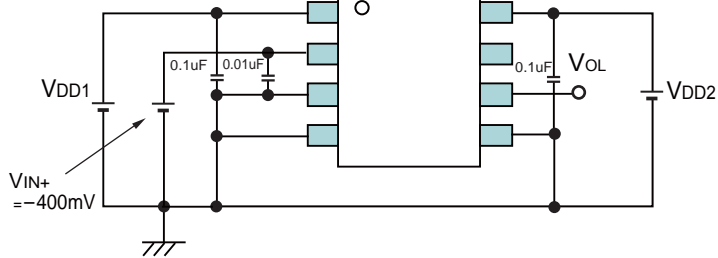 0.1uF
0.01uF
0.1uF
VOL
VDD1
VDD2
VIN+
=−400mV